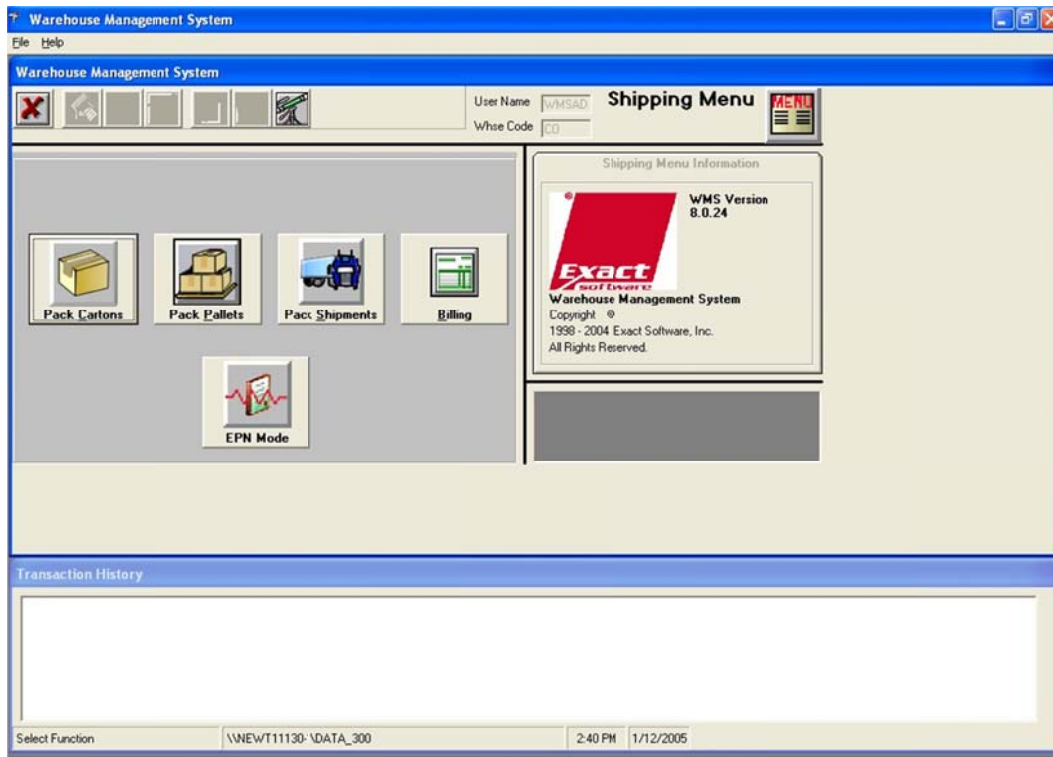 Warehouse Management System
File Help
Warehouse Management System
User Name WMSAD
Whse Code CO
Shipping Menu
MENU
Shipping Menu Information
WMS Version
8.0.24
Exact
software
Warehouse Management System
Copyright ©
1998 - 2004 Exact Software, Inc.
All Rights Reserved.
Pack Cartons
Pack Pallets
Pack Shipments
Billing
EPN Mode
Transaction History
Select Function \\NEWT11130- \DATA_300 2:40 PM 1/12/2005